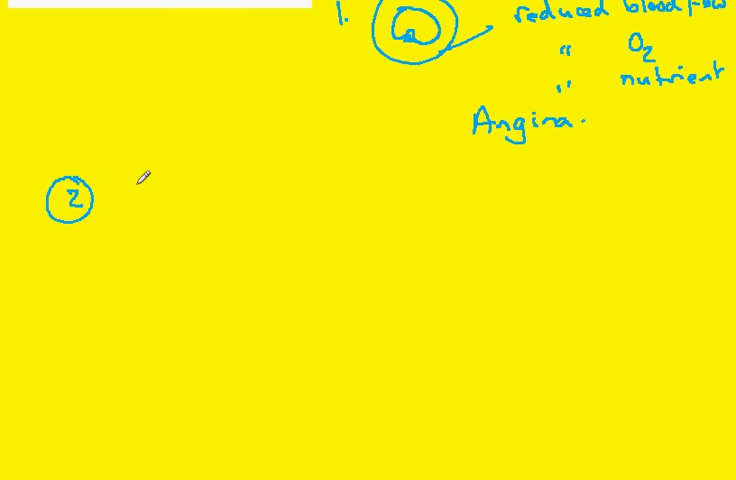 1. reduced blood flow
" O2
" nutrient
Angina.
2